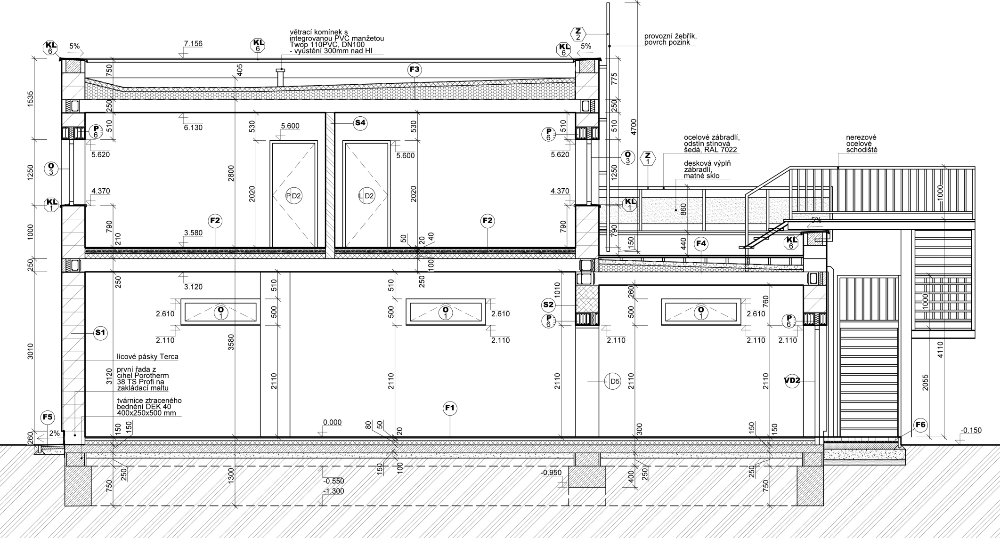 větrací komínek s
integrovanou PVC manžetou
Twop 110PVC, DN100
- vyústění 300mm nad HI
Z
2
provozní žebřík,
povrch pozink
KL
6
5%
7.156
KL
6
KL
6
5%
750
405
F3
775
1535
250
250
510
P
6
6.130
530
5.600
S4
530
510
P
6
510
4700
5.620
5.600
5.620
O
3
ocelové zábradlí,
odstín stínová
šedá, RAL 7022
Z
1
nerezové
ocelové
schodiště
desková výplň
zábradlí,
matné sklo
O
3
1250
2800
2020
P D2
L D2
2020
1250
4.370
4.370
KL
1
KL
1
860
1000
5%
1000
790
210
3.580
F2
F2
50
20
40
790
790
150
440
F4
KL
6
250
250
3.120
100
250
510
510
1010
260
760
1000
2.610
O
1
500
500
O
1
2.610
S2
P
6
500
O
1
2.610
P
6
2.110
2.110
2.110
2.110
2.110
S1
3010
3580
4110
lícové pásky Terca
první řada z
cihel Porotherm
38 TS Profi na
zakládací maltu
3120
2110
2110
2110
- D5
2110
2110
VD2
2055
tvárnice ztraceného
bednění DEK 40
400x250x500 mm
F5
F1
F6
2%
260
150
150
0.000
80
50
20
300
150
150
-0.150
250
750
1300
-0.550
-1.300
150
100
-0.950
400
250
250
750